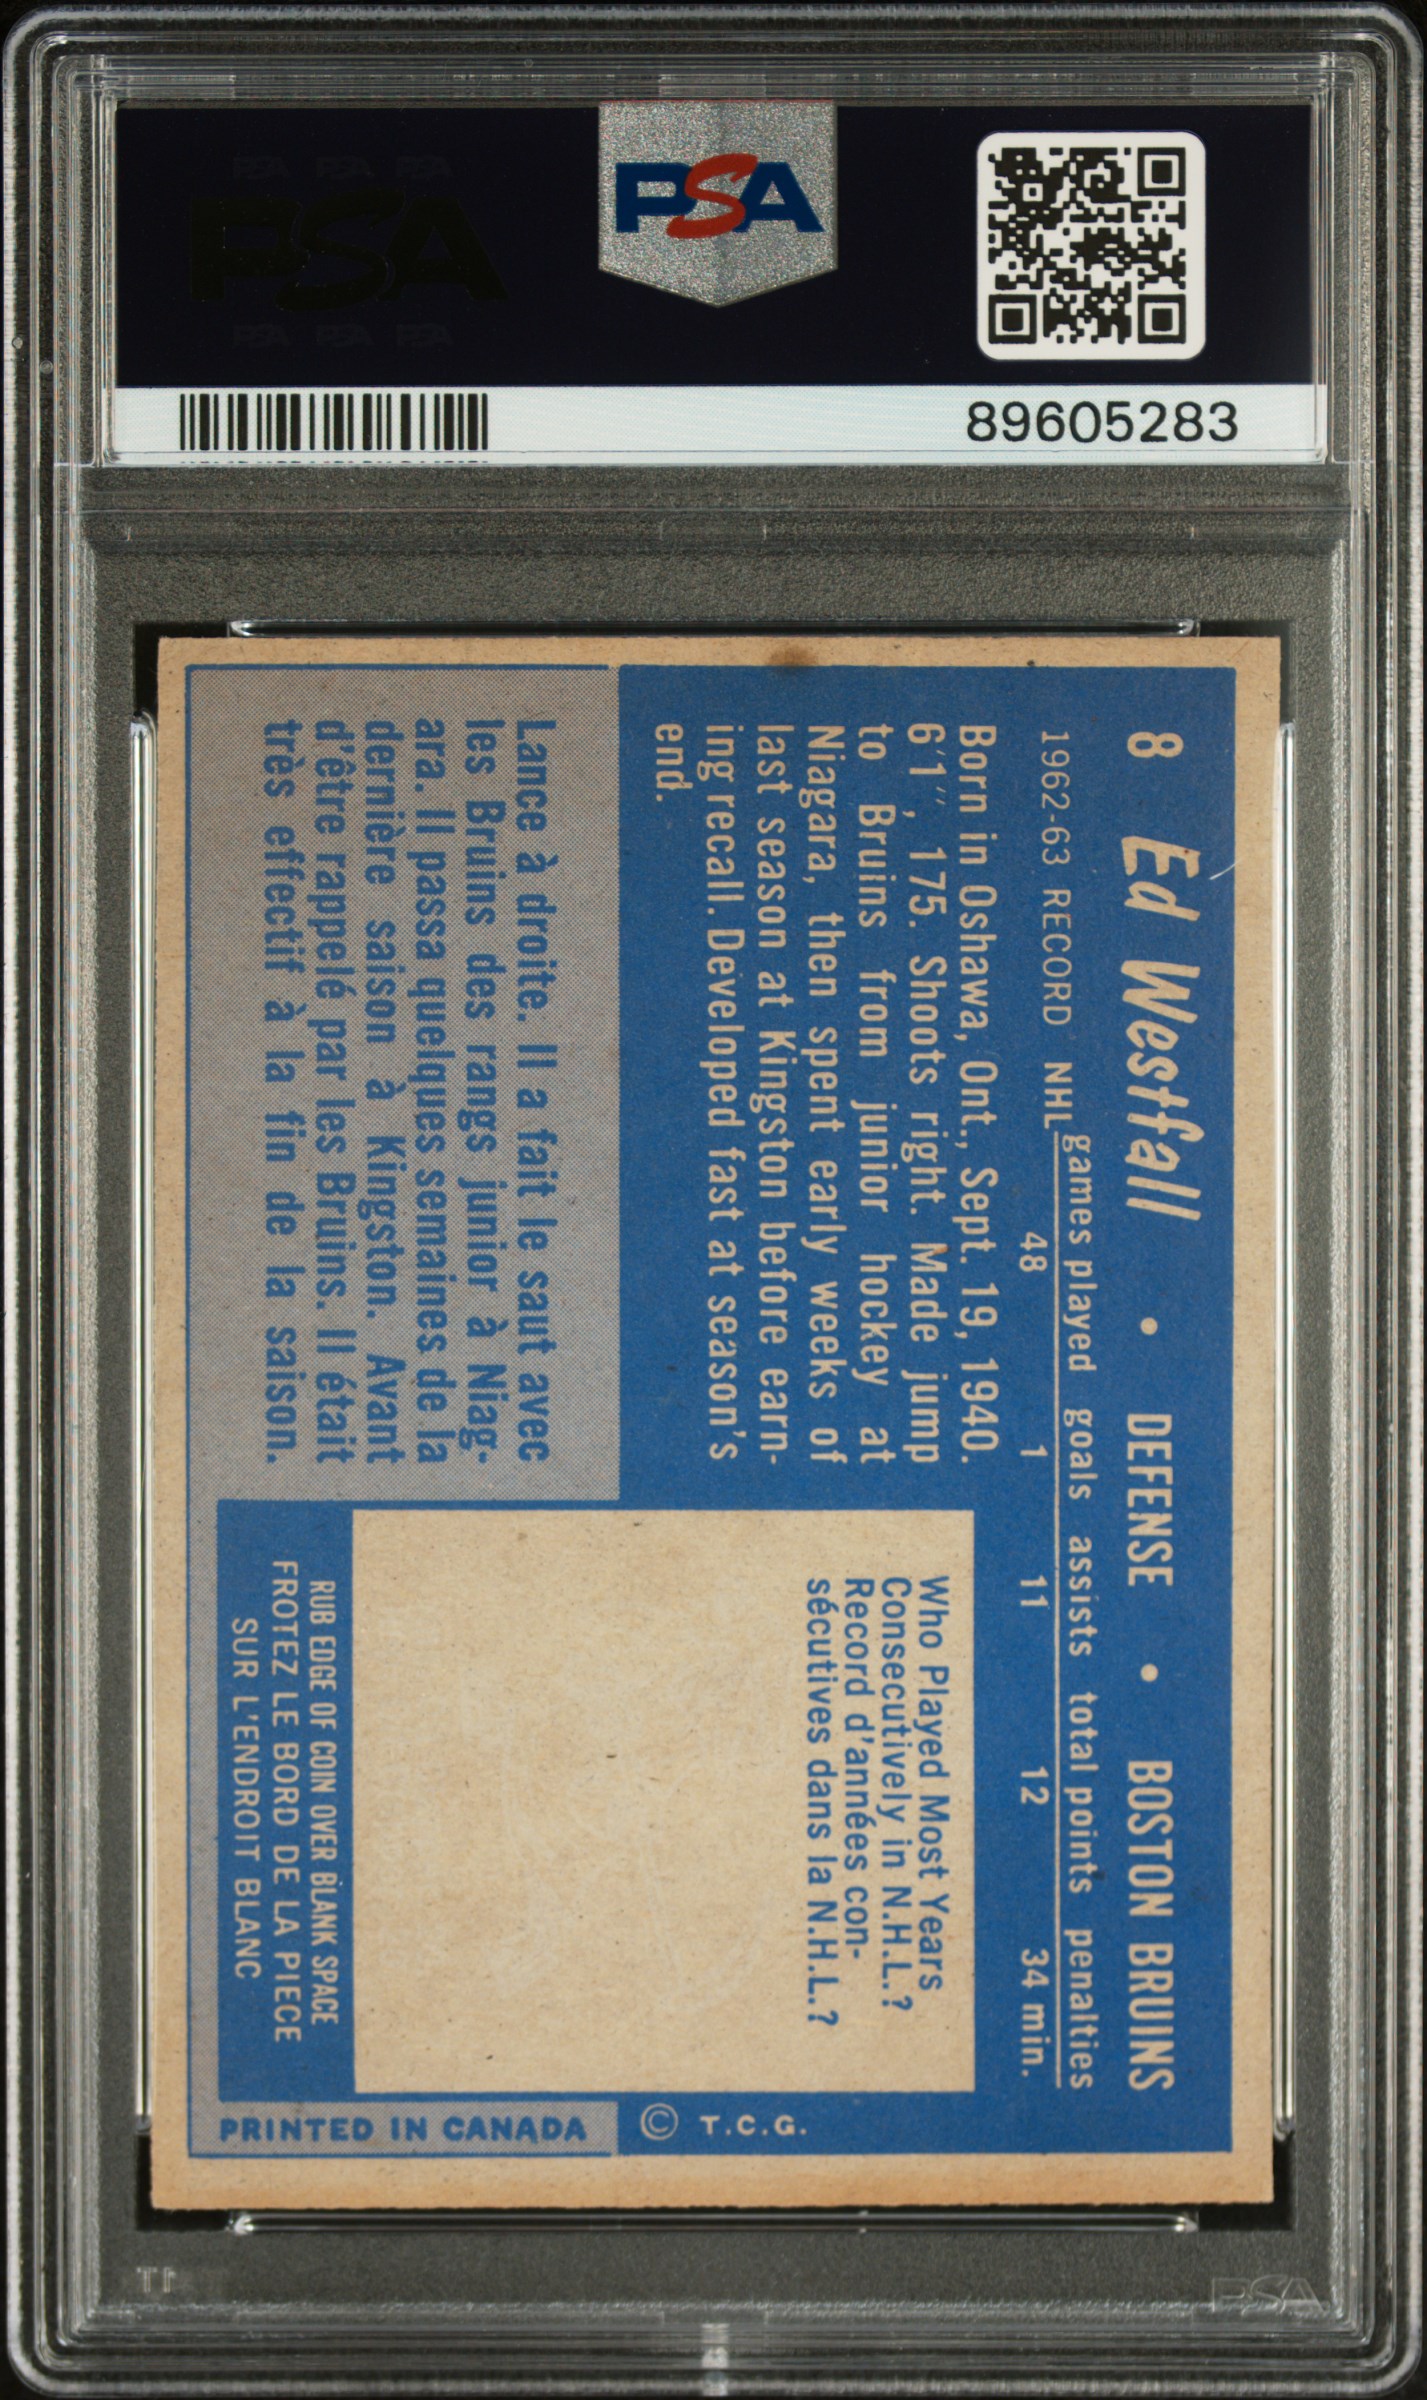 PSA
89605283
8 Ed Westfall • DEFENSE • BOSTON BRUINS
games played goals assists total points penalties
1962-63 RECORD NHL 48 1 11 12 34 min.
Born in Oshawa, Ont., Sept. 19, 1940.
6'1", 175. Shoots right. Made jump
to Bruins from junior hockey at
Niagara, then spent early weeks of
last season at Kingston before earn-
ing recall. Developed fast at season's
end.
Lance à droite. Il a fait le saut avec
les Bruins des rangs junior à Niag-
ara. Il passa quelques semaines de la
dernière saison à Kingston. Avant
d'être rappelé par les Bruins. Il était
très effectif à la fin de la saison.
Who Played Most Years
Consecutively in N.H.L.?
Record d'années con-
sécutives dans la N.H.L.?
RUB EDGE OF COIN OVER BLANK SPACE
FROTEZ LE BORD DE LA PIECE
SUR L'ENDROIT BLANC
© T.C.G.
PRINTED IN CANADA
PSA
PSA PSA PSA
PSA
PSA PSA PSA